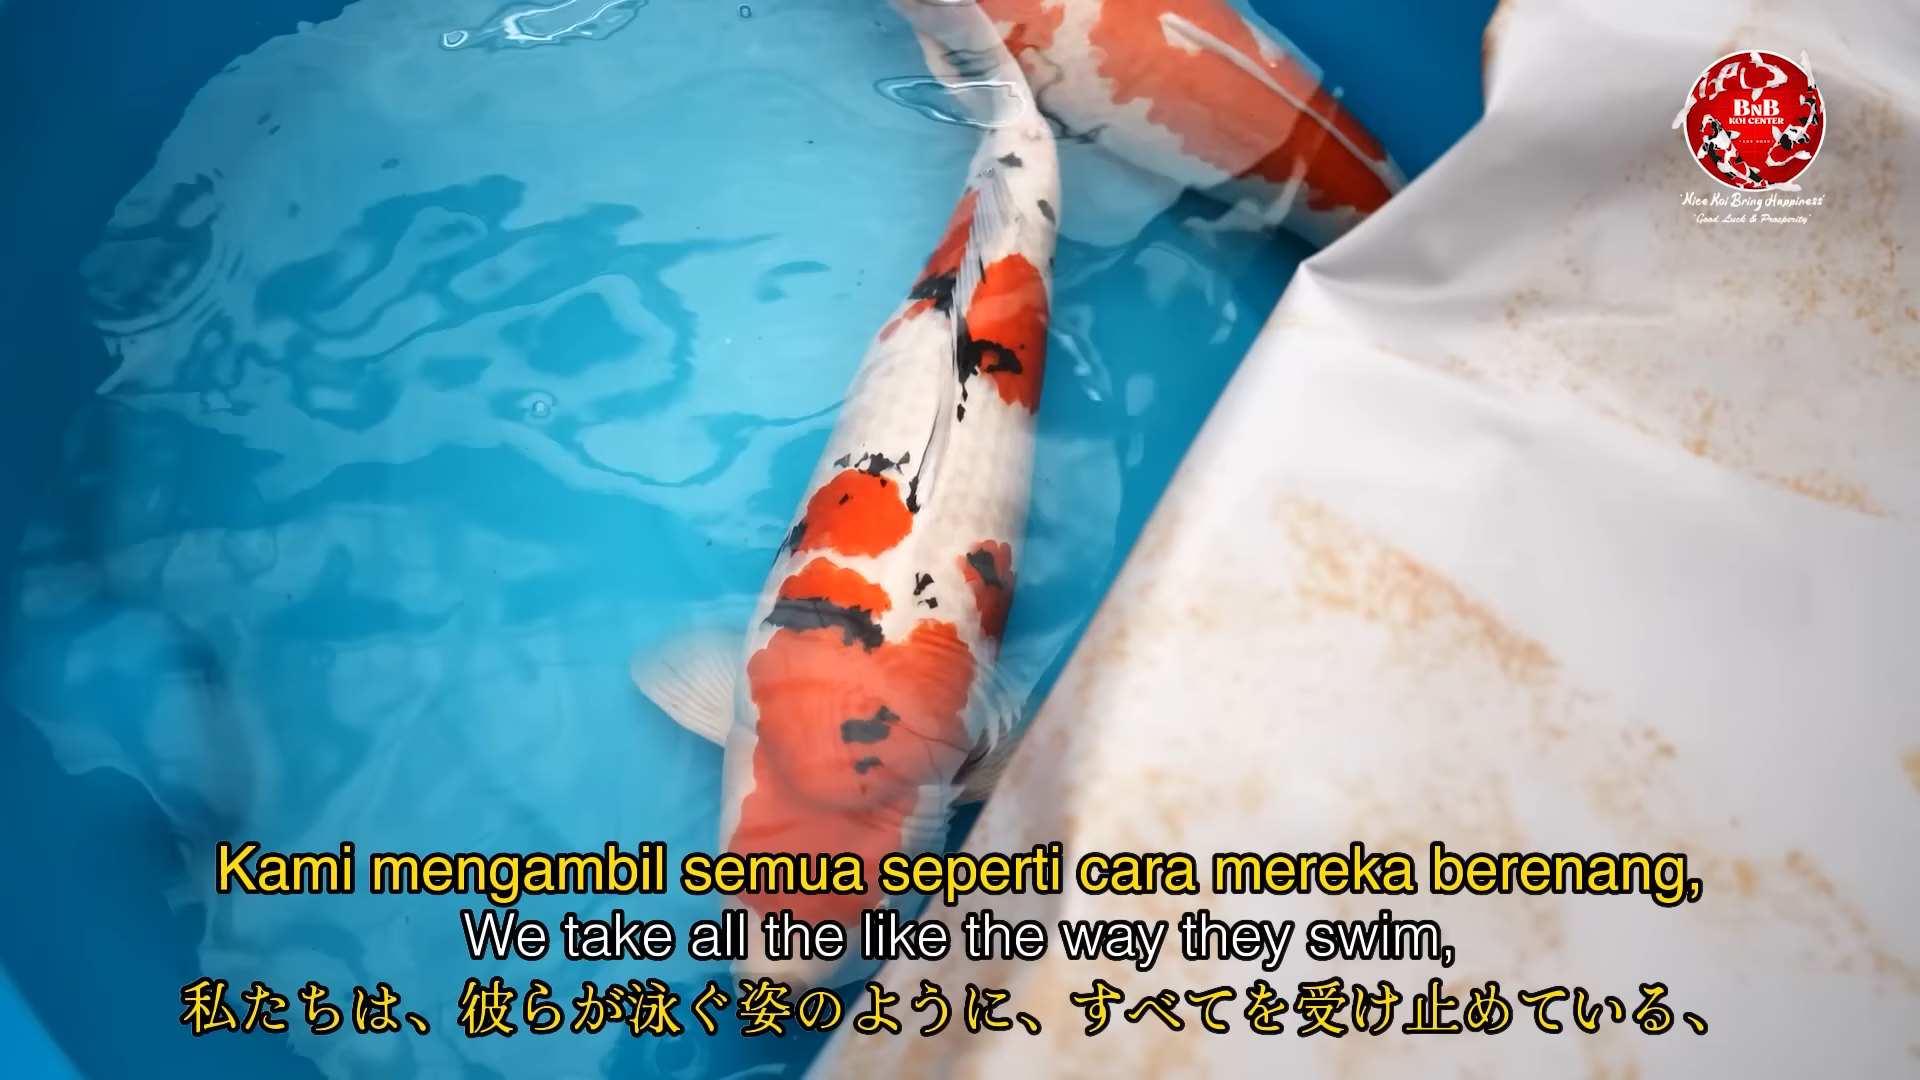 BNB
KOI CENTER
"Nice Koi Bring Happiness"
"Good Luck & Prosperity"
Kami mengambil semua seperti cara mereka berenang,
We take all the like the way they swim,
私たちは、彼らが泳ぐ姿のように、すべてを受け止めている、